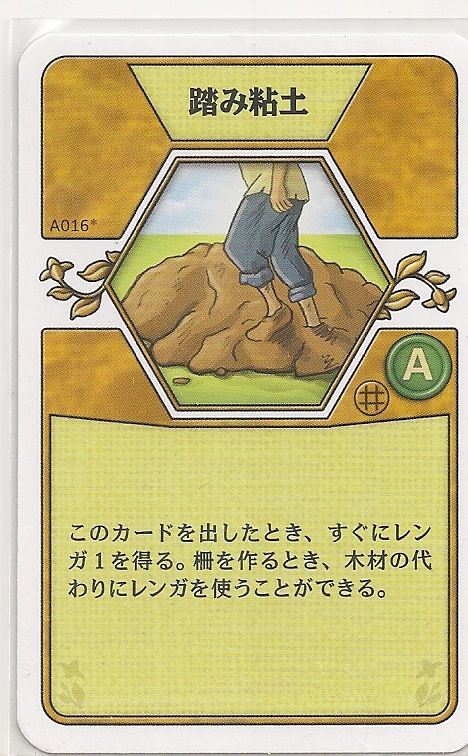 踏み粘土
A016*
A
このカードを出したとき、すぐにレン
ガ１を得る。柵を作るとき、木材の代
わりにレンガを使うことができる。